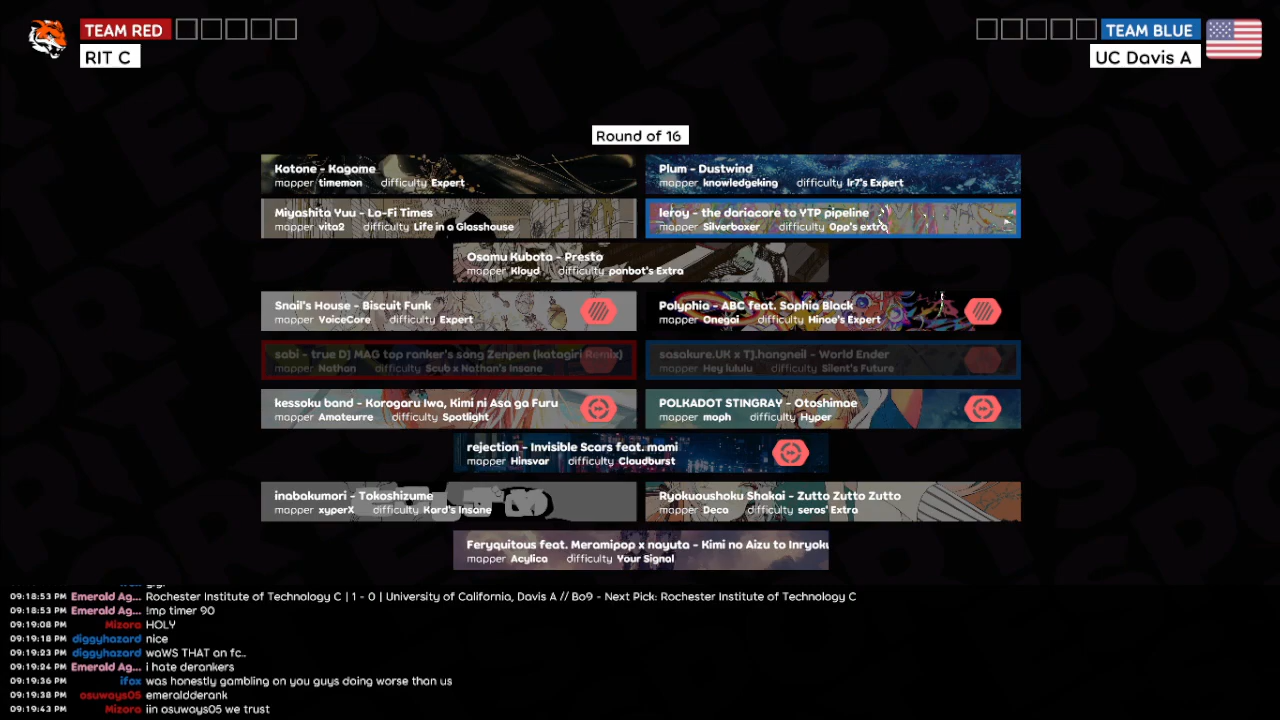 TEAM RED
TEAM BLUE
RIT C
UC Davis A
Round of 16
Kotone - Kagome
mapper timemon difficulty Expert
Plum - Dustwind
mapper knowledgeking difficulty lr7's Expert
Miyashita Yuu - Lo-Fi Times
mapper vita2 difficulty Life in a Glasshouse
leroy - the dariacore to YTP pipeline
mapper Silverboxer difficulty Opp's extra
Osamu Kubota - Presto
mapper Kloyd difficulty ponbot's Extra
Snail's House - Biscuit Funk
mapper VoiceCore difficulty Expert
Polyphia - ABC feat. Sophia Black
mapper Onegai difficulty Hinae's Expert
sabi - true DJ MAG top ranker's song Zenpen (katagiri Remix)
mapper Nathan difficulty Scub x Nathan's Insane
sasakure.UK x TJ.hangneil - World Ender
mapper Hey lululu difficulty Silent's Future
kessoku band - Korogaru Iwa, Kimi ni Asa ga Furu
mapper Amateurre difficulty Spotlight
POLKADOT STINGRAY - Otoshimae
mapper moph difficulty Hyper
rejection - Invisible Scars feat. mami
mapper Hinsvar difficulty Cloudburst
inabakumori - Tokoshizume
mapper xyperX difficulty Kard's Insane
Ryokuoushoku Shakai - Zutto Zutto Zutto
mapper Deca difficulty seros' Extra
Feryquitous feat. Meramipop x nayuta - Kimi no Aizu to Inryoku
mapper Acylica difficulty Your Signal
09:18:53 PM Emerald Ag... Rochester Institute of Technology C | 1 - 0 | University of California, Davis A // Bo9 - Next Pick: Rochester Institute of Technology C
09:18:53 PM Emerald Ag... !mp timer 90
09:19:08 PM Mizora HOLY
09:19:18 PM diggyhazard nice
09:19:23 PM diggyhazard waWS THAT an fc..
09:19:24 PM Emerald Ag... i hate derankers
09:19:36 PM ifox was honestly gambling on you guys doing worse than us
09:19:38 PM osuways05 emeraldderank
09:19:43 PM Mizora iin osuways05 we trust